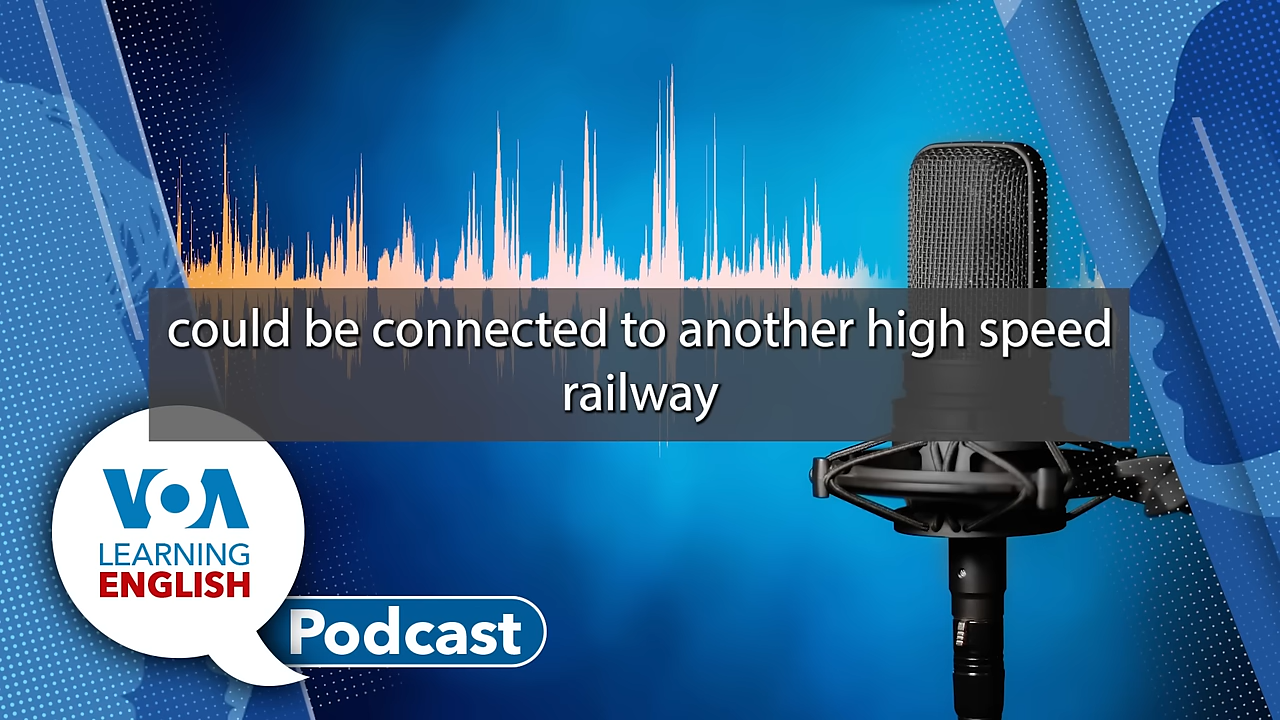 could be connected to another high speed
railway
VOA
LEARNING
ENGLISH
Podcast